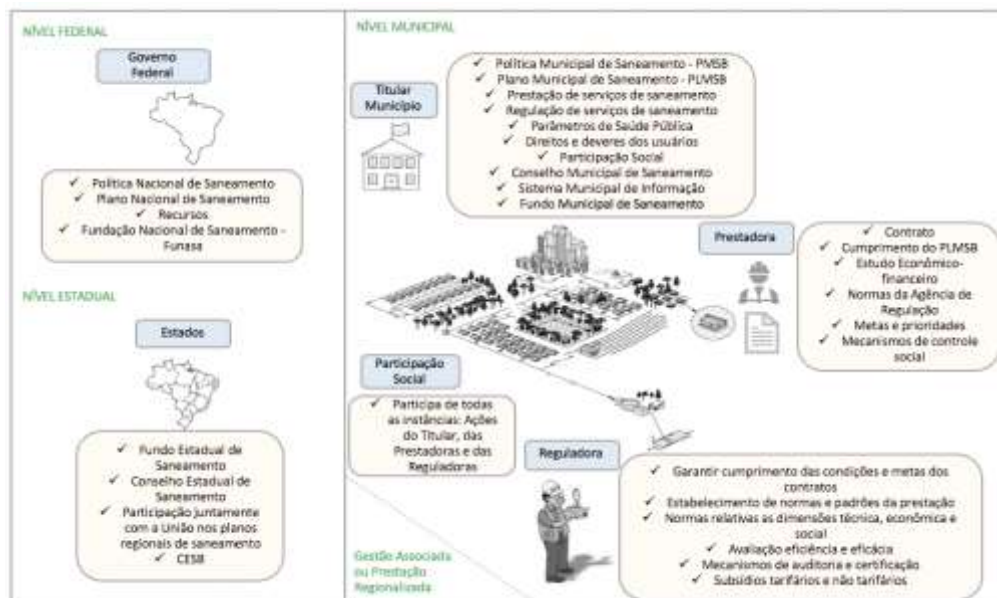 NÍVEL FEDERAL
Governo
Federal
✓ Política Nacional de Saneamento
✓ Plano Nacional de Saneamento
✓ Recursos
✓ Fundação Nacional de Saneamento -
Funasa
NÍVEL ESTADUAL
Estados
✓ Fundo Estadual de
Saneamento
✓ Conselho Estadual de
Saneamento
✓ Participação juntamente
com a União nos planos
regionais de saneamento
✓ CESB
NÍVEL MUNICIPAL
Titular
Município
✓ Política Municipal de Saneamento - PMSB
✓ Plano Municipal de Saneamento - PLMSB
✓ Prestação de serviços de saneamento
✓ Regulação de serviços de saneamento
✓ Parâmetros de Saúde Pública
✓ Direitos e deveres dos usuários
✓ Participação Social
✓ Conselho Municipal de Saneamento
✓ Sistema Municipal de Informação
✓ Fundo Municipal de Saneamento
Prestadora
✓ Contrato
✓ Cumprimento do PLMSB
✓ Estudo Econômico-
financeiro
✓ Normas da Agência de
Regulação
✓ Metas e prioridades
✓ Mecanismos de controle
social
Participação
Social
✓ Participa de todas
as instâncias: Ações
do Titular, das
Prestadoras e das
Reguladoras
Reguladora
✓ Garantir cumprimento das condições e metas dos
contratos
✓ Estabelecimento de normas e padrões da prestação
✓ Normas relativas as dimensões técnica, econômica e
social
✓ Avaliação eficiência e eficácia
✓ Mecanismos de auditoria e certificação
✓ Subsídios tarifários e não tarifários
Gestão Associada
ou Prestação
Regionalizada